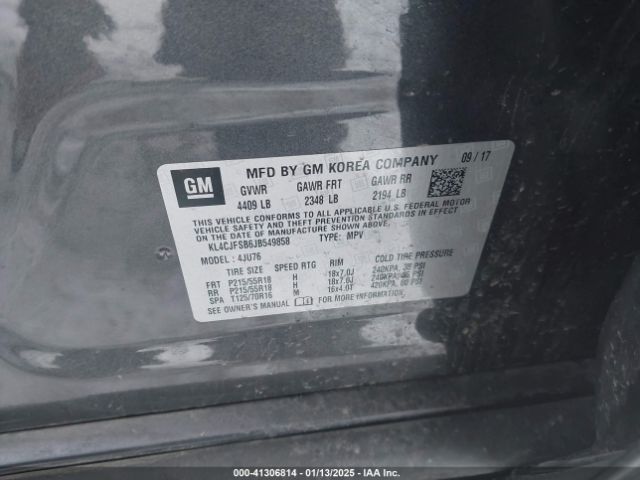 GM
MFD BY GM KOREA COMPANY 09 / 17
GVWR GAWR FRT GAWR RR
4409 LB 2348 LB 2194 LB
THIS VEHICLE CONFORMS TO ALL APPLICABLE U.S. FEDERAL MOTOR
VEHICLE SAFETY AND THEFT PREVENTION STANDARDS IN EFFECT ON
THE DATE OF MANUFACTURE SHOWN ABOVE.
KL4CJFSB6JB549858 TYPE: MPV
MODEL : 4JU76
TIRE SIZE SPEED RTG RIM COLD TIRE PRESSURE
FRT P215/55R18 H 18x7.0J 240KPA, 35 PSI
RR P215/55R18 H 18x7.0J 240KPA, 35 PSI
SPA T125/70R16 M 16x4.0T 420KPA, 60 PSI
SEE OWNER'S MANUAL FOR MORE INFORMATION.
000-41306814 — 01/13/2025 — IAA Inc.